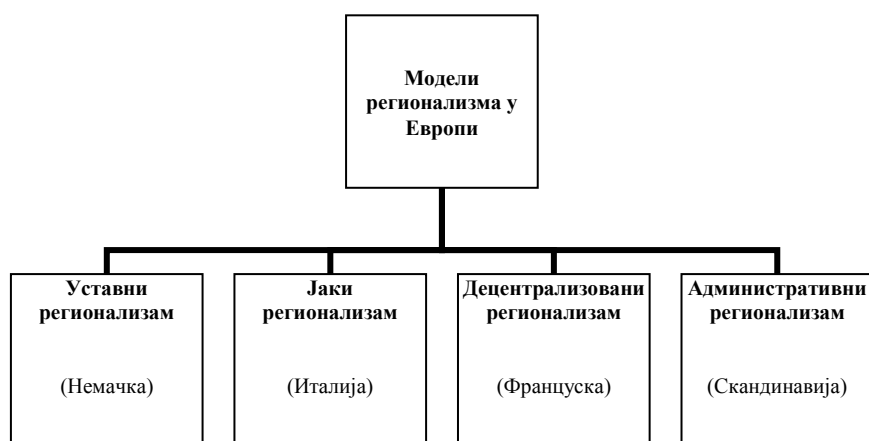 Модели
регионализма у
Европи
Уставни
регионализам
(Немачка)
Јаки
регионализам
(Италија)
Децентрализовани
регионализам
(Француска)
Административни
регионализам
(Скандинавија)